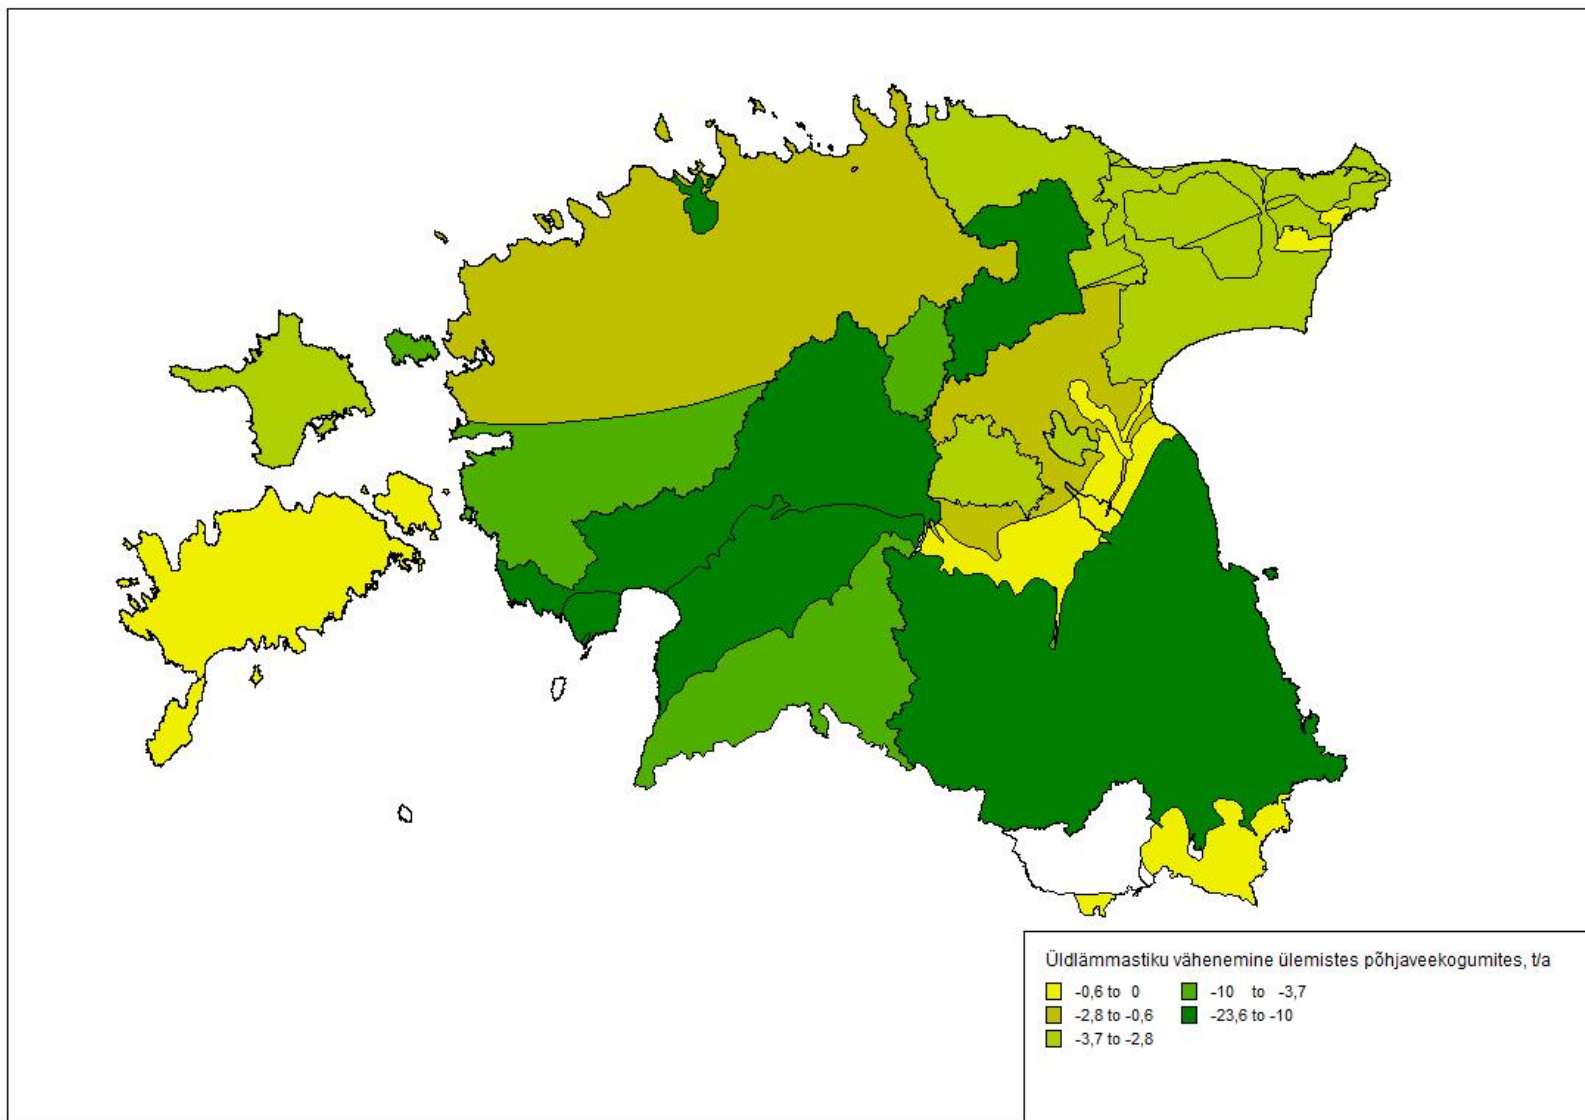 Üldlämmastiku vähenemine ülemistes põhjaveekogumites, t/a
-0,6 to 0
-2,8 to -0,6
-3,7 to -2,8
-10 to -3,7
-23,6 to -10